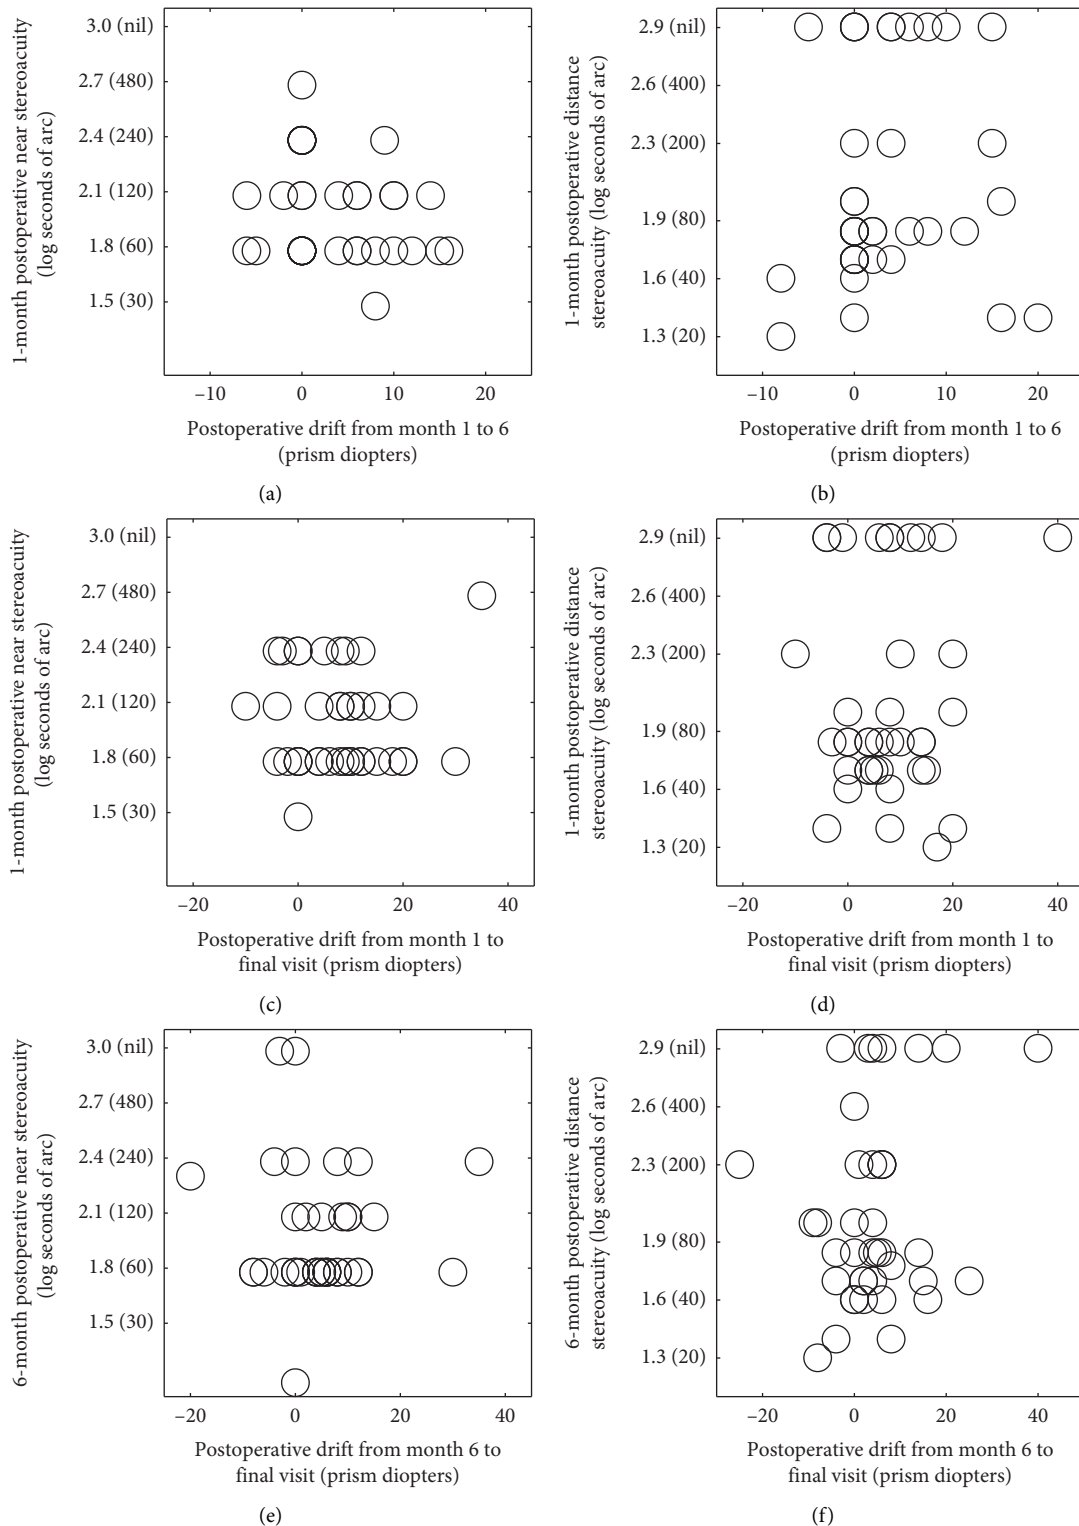 1-month postoperative near stereoacuity
(log seconds of arc)
3.0 (nil)
2.7 (480)
2.4 (240)
2.1 (120)
1.8 (60)
1.5 (30)
–10
0
10
20
Postoperative drift from month 1 to 6
(prism diopters)
(a)
1-month postoperative distance
stereoacuity (log seconds of arc)
2.9 (nil)
2.6 (400)
2.3 (200)
1.9 (80)
1.6 (40)
1.3 (20)
–10
0
10
20
Postoperative drift from month 1 to 6
(prism diopters)
(b)
1-month postoperative near stereoacuity
(log seconds of arc)
3.0 (nil)
2.7 (480)
2.4 (240)
2.1 (120)
1.8 (60)
1.5 (30)
–20
0
20
40
Postoperative drift from month 1 to
final visit (prism diopters)
(c)
1-month postoperative distance
stereoacuity (log seconds of arc)
2.9 (nil)
2.6 (400)
2.3 (200)
1.9 (80)
1.6 (40)
1.3 (20)
–20
0
20
40
Postoperative drift from month 1 to
final visit (prism diopters)
(d)
6-month postoperative near stereoacuity
(log seconds of arc)
3.0 (nil)
2.7 (480)
2.4 (240)
2.1 (120)
1.8 (60)
1.5 (30)
–20
0
20
40
Postoperative drift from month 6 to
final visit (prism diopters)
(e)
6-month postoperative distance
stereoacuity (log seconds of arc)
2.9 (nil)
2.6 (400)
2.3 (200)
1.9 (80)
1.6 (40)
1.3 (20)
–20
0
20
40
Postoperative drift from month 6 to
final visit (prism diopters)
(f)